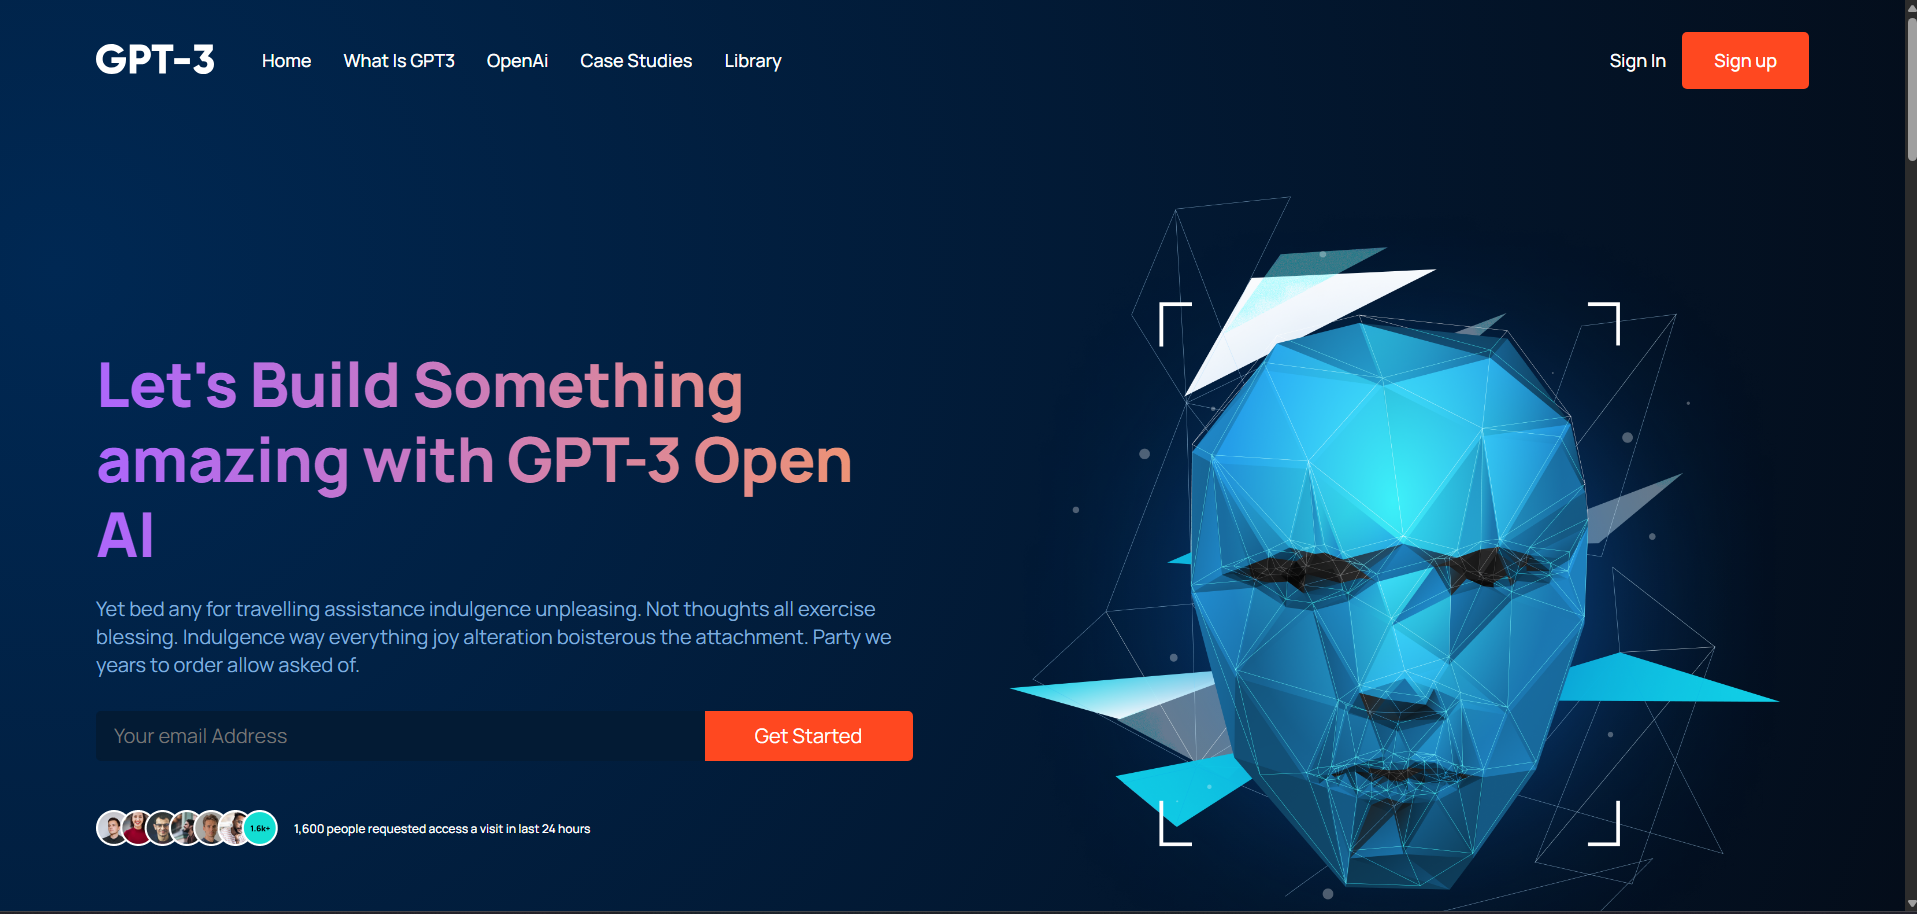 GPT-3
Home
What Is GPT3
OpenAi
Case Studies
Library
Sign In
Sign up
Let's Build Something
amazing with GPT-3 Open
AI
Yet bed any for travelling assistance indulgence unpleasing. Not thoughts all exercise
blessing. Indulgence way everything joy alteration boisterous the attachment. Party we
years to order allow asked of.
Your email Address
Get Started
1.6k+
1,600 people requested access a visit in last 24 hours